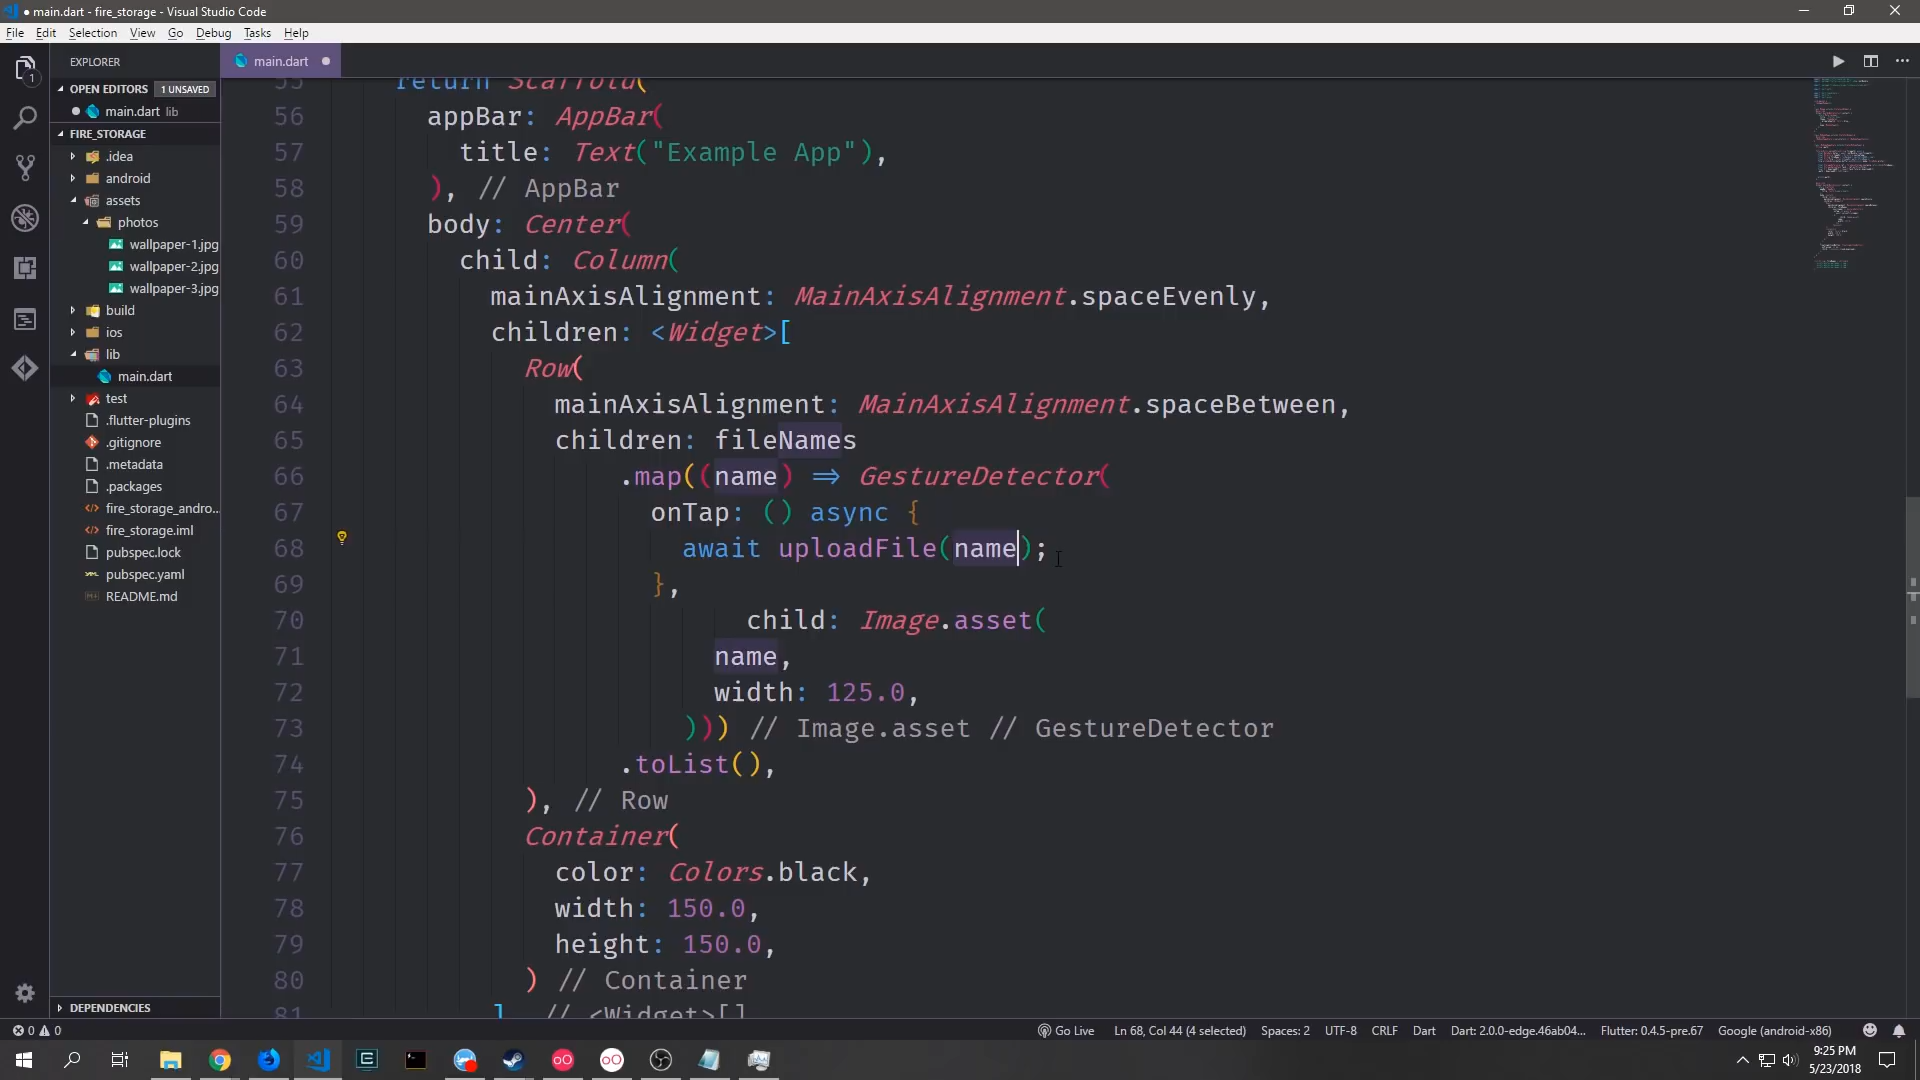 main.dart - fire_storage - Visual Studio Code
File Edit Selection View Go Debug Tasks Help
EXPLORER
main.dart
OPEN EDITORS 1 UNSAVED
main.dart lib
FIRE_STORAGE
.idea
android
assets
photos
wallpaper-1.jpg
wallpaper-2.jpg
wallpaper-3.jpg
build
ios
lib
main.dart
test
.flutter-plugins
.gitignore
.metadata
.packages
fire_storage_andro...
fire_storage.iml
pubspec.lock
pubspec.yaml
README.md
DEPENDENCIES
1
55 return Scaffold(
56 appBar: AppBar(
57 title: Text("Example App"),
58 ), // AppBar
59 body: Center(
60 child: Column(
61 mainAxisAlignment: MainAxisAlignment.spaceEvenly,
62 children: <Widget>[
63 Row(
64 mainAxisAlignment: MainAxisAlignment.spaceBetween,
65 children: fileNames
66 .map((name) => GestureDetector(
67 onTap: () async {
68 await uploadFile(name);
69 },
70 child: Image.asset(
71 name,
72 width: 125.0,
73 ))) // Image.asset // GestureDetector
74 .toList(),
75 ), // Row
76 Container(
77 color: Colors.black,
78 width: 150.0,
79 height: 150.0,
80 ) // Container
81 ] // <Widget>[]
0 0 Go Live Ln 68, Col 44 (4 selected) Spaces: 2 UTF-8 CRLF Dart Dart: 2.0.0-edge.46ab04... Flutter: 0.4.5-pre.67 Google (android-x86)
9:25 PM
5/23/2018